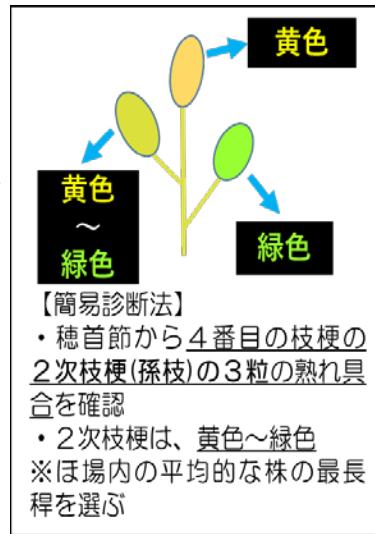 黄色
黄色
～
緑色
緑色
【簡易診断法】
・穂首節から４番目の枝梗の
２次枝梗(孫枝)の３粒の熟れ具
合を確認
・２次枝梗は、黄色～緑色
※ほ場内の平均的な株の最長
稈を選ぶ